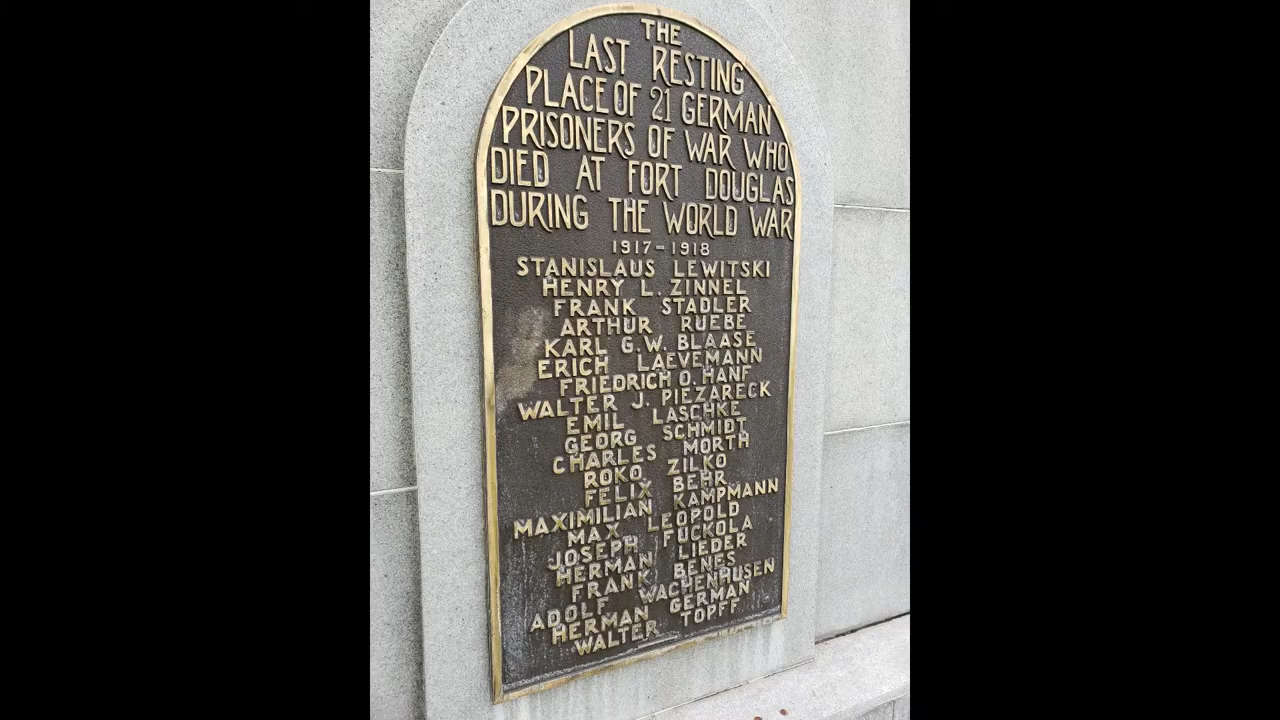 THE
LAST RESTING
PLACE OF 21 GERMAN
PRISONERS OF WAR WHO
DIED AT FORT DOUGLAS
DURING THE WORLD WAR
1917-1918
STANISLAUS LEWITSKI
HENRY L. ZINNEL
FRANK STADLER
ARTHUR RUEBE
KARL G. W. BLAASE
ERICH LAEVEMANN
FRIEDRICH O. HANF
WALTER J. PIEZARECK
EMIL LASCHKE
GEORG SCHMIDT
CHARLES MORTH
ROKO ZILKO
FELIX BEHR
MAXIMILIAN KAMPMANN
MAX LEOPOLD
JOSEPH FUCKOLA
HERMAN LIEDER
FRANK BENES
ADOLF WACHENHUSEN
HERMAN GERMAN
WALTER TOPFF